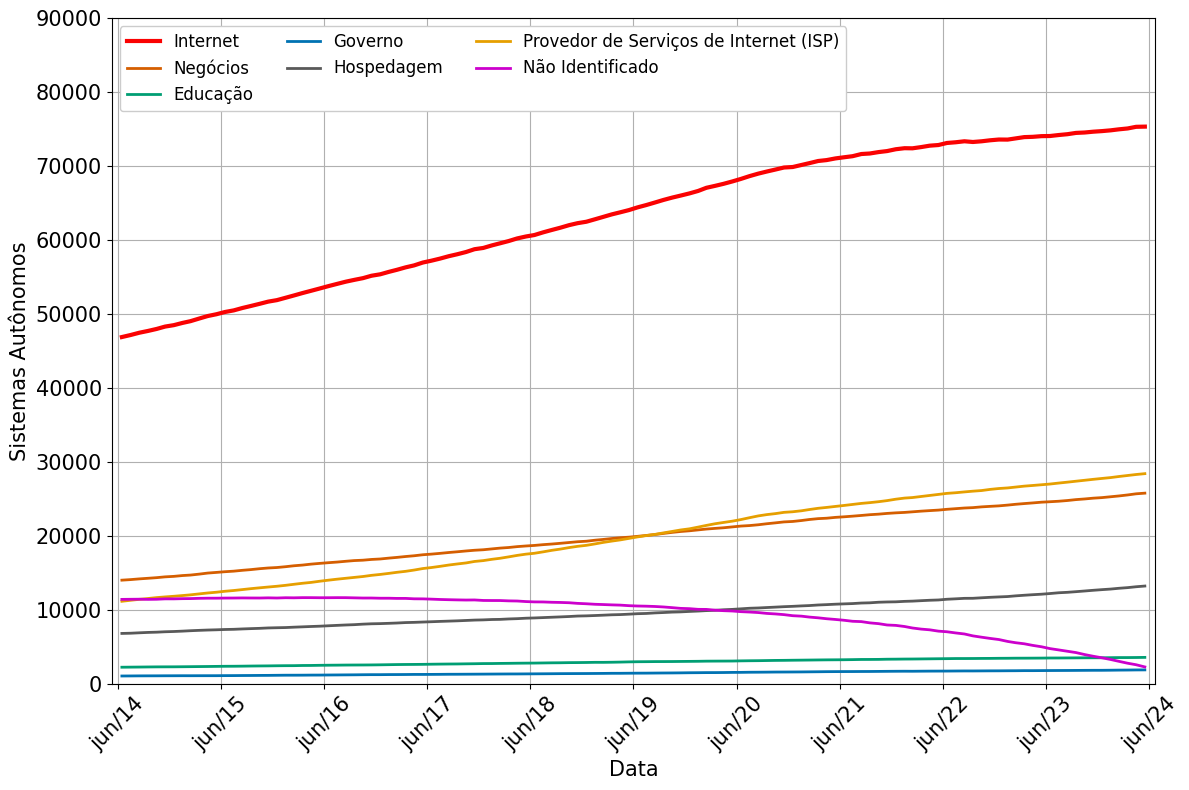 90000
80000
70000
60000
50000
40000
30000
20000
10000
0
Sistemas Autônomos
Internet
Negócios
Educação
Governo
Hospedagem
Provedor de Serviços de Internet (ISP)
Não Identificado
jun/14
jun/15
jun/16
jun/17
jun/18
jun/19
jun/20
jun/21
jun/22
jun/23
jun/24
Data